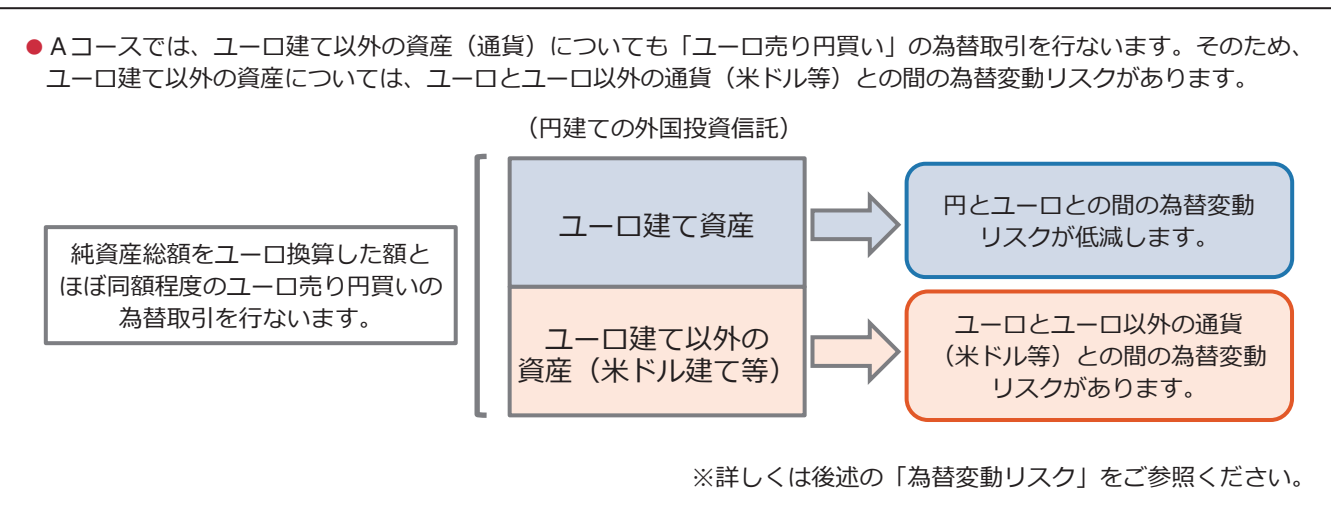 ● Aコースでは、ユーロ建て以外の資産（通貨）についても「ユーロ売り円買い」の為替取引を行ないます。そのため、
ユーロ建て以外の資産については、ユーロとユーロ以外の通貨（米ドル等）との間の為替変動リスクがあります。
（円建ての外国投資信託）
純資産総額をユーロ換算した額と
ほぼ同額程度のユーロ売り円買いの
為替取引を行ないます。
ユーロ建て資産
円とユーロとの間の為替変動
リスクが低減します。
ユーロ建て以外の
資産（米ドル建て等）
ユーロとユーロ以外の通貨
（米ドル等）との間の為替変動
リスクがあります。
※詳しくは後述の「為替変動リスク」をご参照ください。